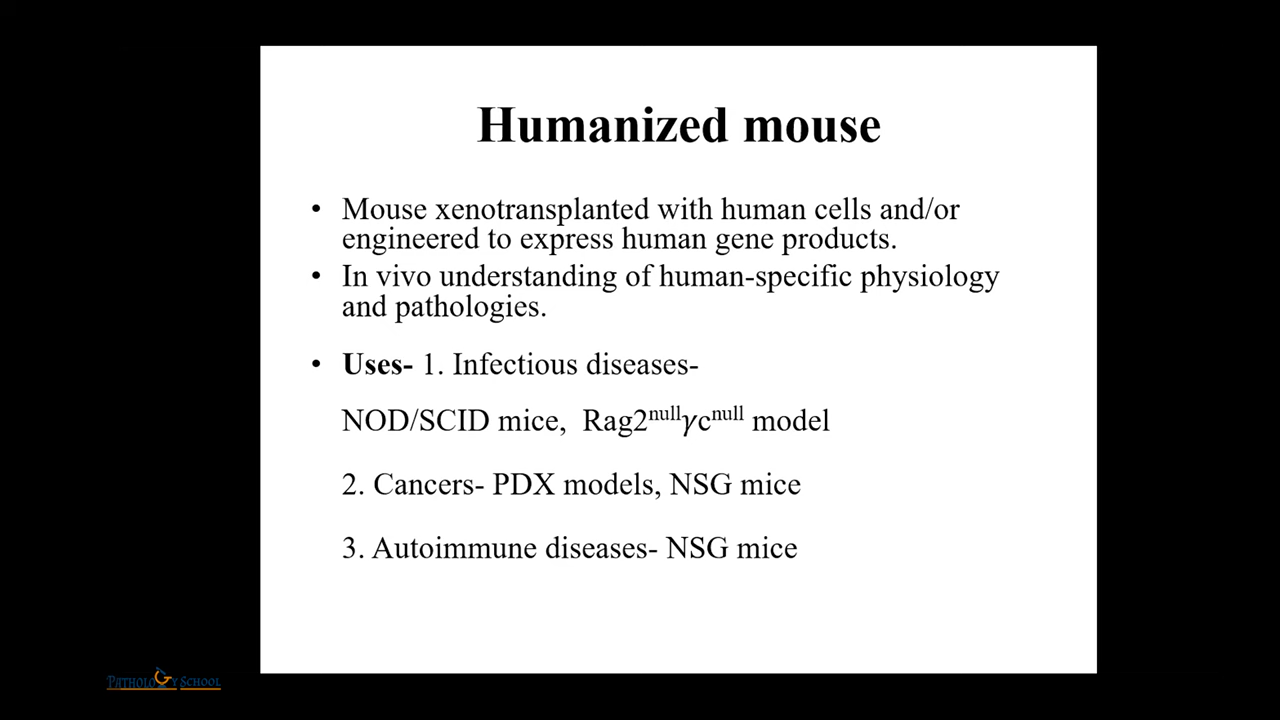 Humanized mouse
• Mouse xenotransplanted with human cells and/or
engineered to express human gene products.
• In vivo understanding of human-specific physiology
and pathologies.
• Uses- 1. Infectious diseases-
NOD/SCID mice, Rag2ⁿᵘˡˡγcⁿᵘˡˡ model
2. Cancers- PDX models, NSG mice
3. Autoimmune diseases- NSG mice
PATHOLOGY SCHOOL